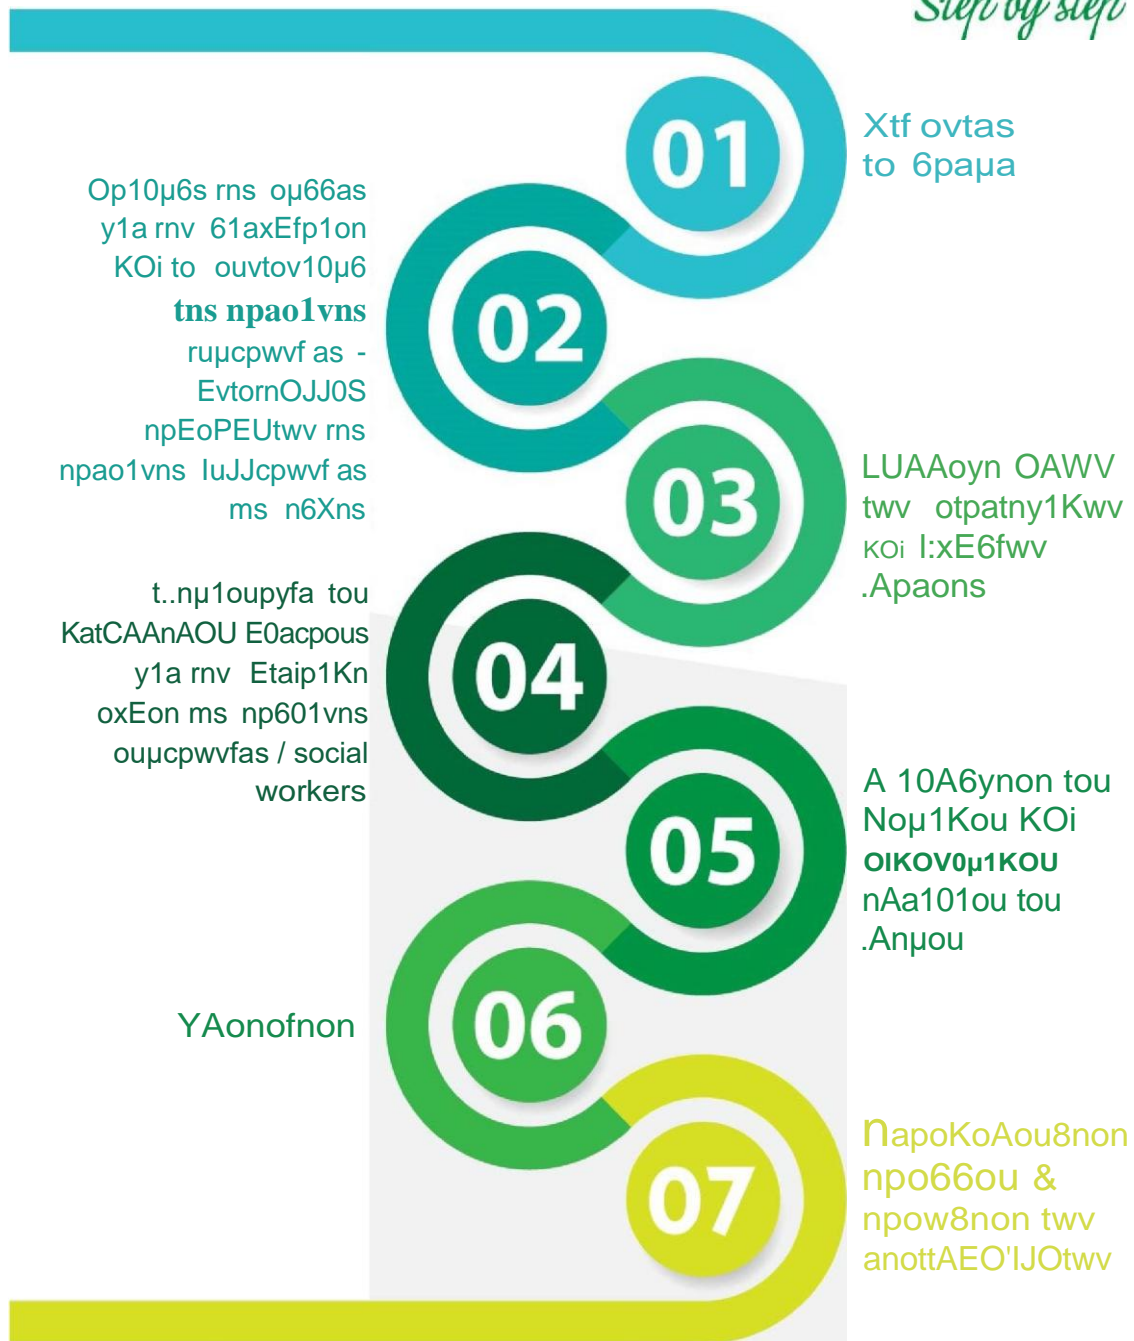 Step by step
01
Xtf ovtas
to 6paµa
Op10µ6s rns oµ66as
y1a rnv 61axEfp1on
KOi to ouvtov10µ6
tns npao1vns
ruµcpwvf as -
EvtornOJJ0S
npEoPEUtwv rns
npao1vns IuJJcpwvf as
ms n6Xns
02
03
LUAAoyn OAWV
twv otpatny1Kwv
KOi l:xE6fwv
.Apaons
t..nµ1oupyfa tou
KatCAAnAOU E0acpous
y1a rnv Etaip1Kn
oxEon ms np601vns
ouµcpwvfas / social
workers
04
05
A 10A6ynon tou
Noµ1Kou KOi
OIKOV0µ1KOU
nAa101ou tou
.Anµou
YAonofnon
06
07
napoKoAou8non
npo66ou &
npow8non twv
anottAEO'IJOtwv